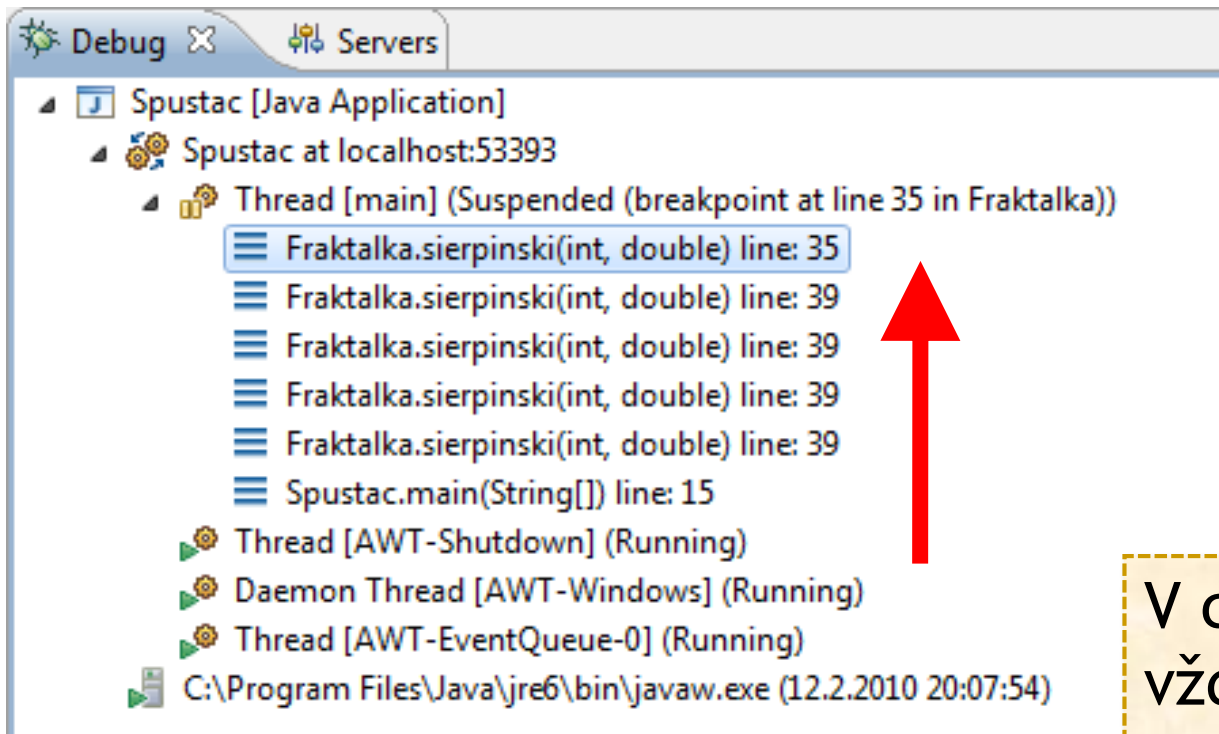 Debug Servers
Spustac [Java Application]
Spustac at localhost:53393
Thread [main] (Suspended (breakpoint at line 35 in Fraktalka))
Fraktalka.sierpinski(int, double) line: 35
Fraktalka.sierpinski(int, double) line: 39
Fraktalka.sierpinski(int, double) line: 39
Fraktalka.sierpinski(int, double) line: 39
Fraktalka.sierpinski(int, double) line: 39
Spustac.main(String[]) line: 15
Thread [AWT-Shutdown] (Running)
Daemon Thread [AWT-Windows] (Running)
Thread [AWT-EventQueue-0] (Running)
C:\Program Files\Java\jre6\bin\javaw.exe (12.2.2010 20:07:54)
V